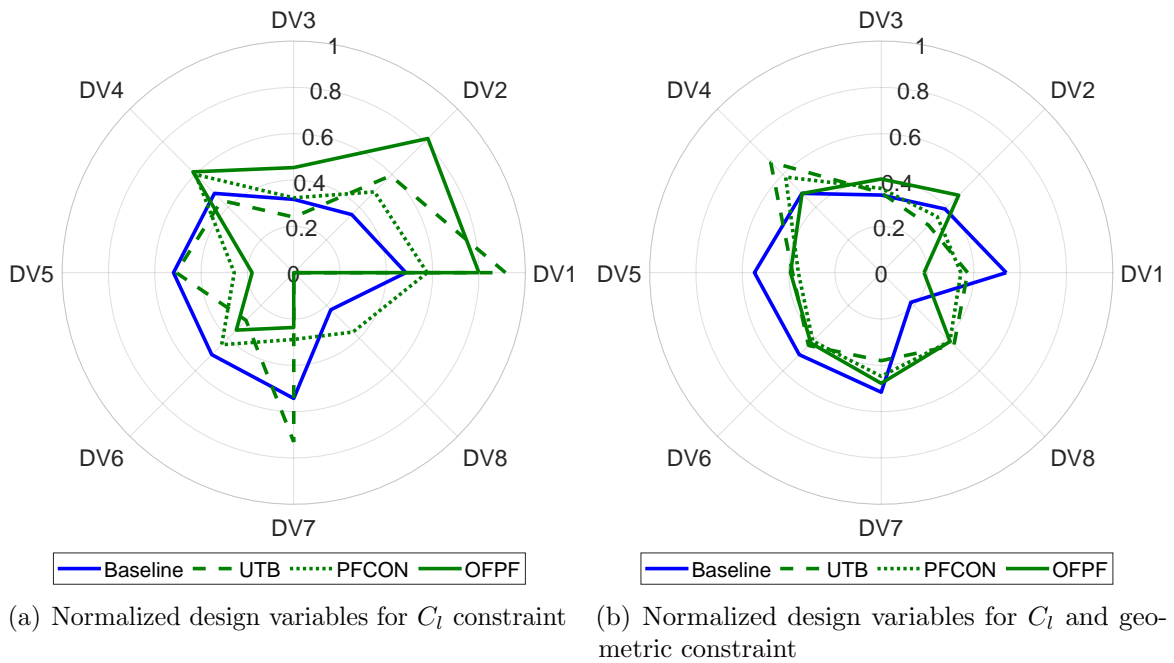 DV3
1
DV4
DV2
0.8
0.6
0.4
0.2
DV5
0
DV1
DV6
DV8
DV7
Baseline UTB PFCON OFPF
(a) Normalized design variables for C_l constraint
DV3
1
DV4
DV2
0.8
0.6
0.4
0.2
DV5
0
DV1
DV6
DV8
DV7
Baseline UTB PFCON OFPF
(b) Normalized design variables for C_l and geo-
metric constraint